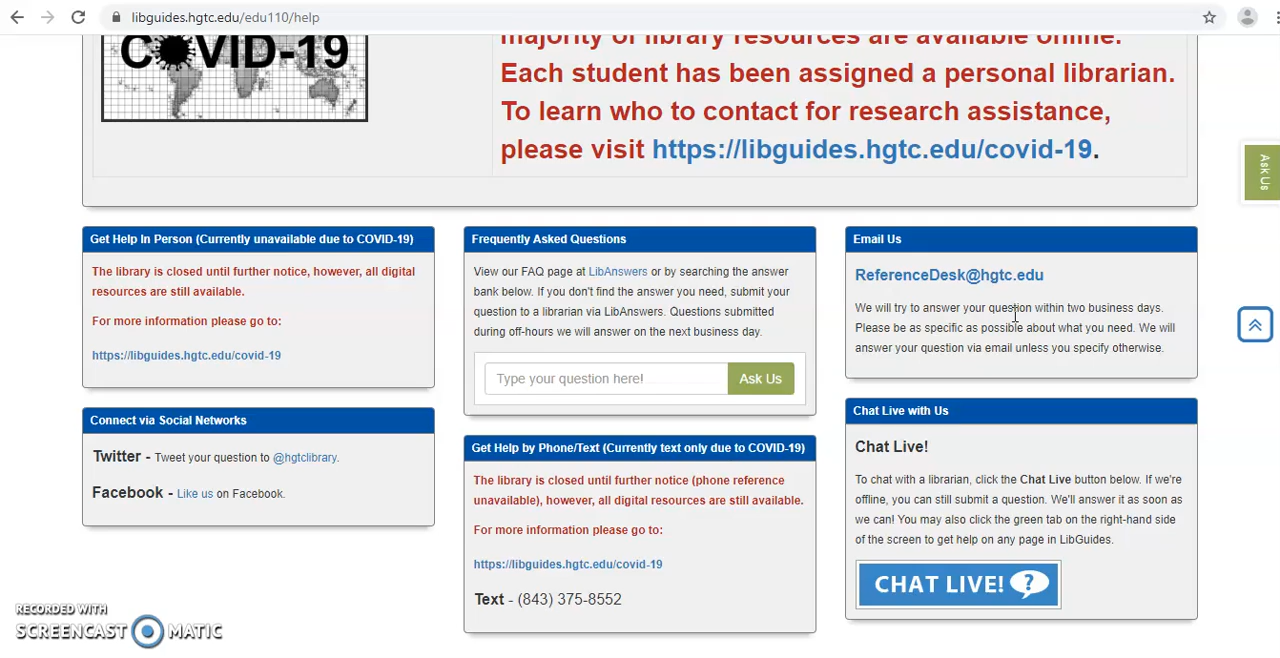 libguides.hgtc.edu/edu110/help
COVID-19
majority of library resources are available online.
Each student has been assigned a personal librarian.
To learn who to contact for research assistance,
please visit https://libguides.hgtc.edu/covid-19.
Ask Us
Get Help In Person (Currently unavailable due to COVID-19)
The library is closed until further notice, however, all digital
resources are still available.
For more information please go to:
https://libguides.hgtc.edu/covid-19
Connect via Social Networks
Twitter - Tweet your question to @hgtclibrary.
Facebook - Like us on Facebook.
Frequently Asked Questions
View our FAQ page at LibAnswers or by searching the answer
bank below. If you don't find the answer you need, submit your
question to a librarian via LibAnswers. Questions submitted
during off-hours we will answer on the next business day.
Type your question here!
Ask Us
Get Help by Phone/Text (Currently text only due to COVID-19)
The library is closed until further notice (phone reference
unavailable), however, all digital resources are still available.
For more information please go to:
https://libguides.hgtc.edu/covid-19
Text - (843) 375-8552
Email Us
ReferenceDesk@hgtc.edu
We will try to answer your question within two business days.
Please be as specific as possible about what you need. We will
answer your question via email unless you specify otherwise.
Chat Live with Us
Chat Live!
To chat with a librarian, click the Chat Live button below. If we're
offline, you can still submit a question. We'll answer it as soon as
we can! You may also click the green tab on the right-hand side
of the screen to get help on any page in LibGuides.
CHAT LIVE! ?
RECORDED WITH
SCREENCAST MATIC